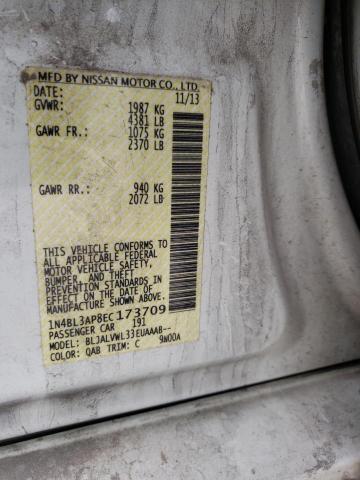 MFD BY NISSAN MOTOR CO., LTD.
DATE: 11/13
GVWR: 1987 KG
4381 LB
GAWR FR.: 1075 KG
2370 LB
GAWR RR.: 940 KG
2072 LB
THIS VEHICLE CONFORMS TO
ALL APPLICABLE FEDERAL
MOTOR VEHICLE SAFETY,
BUMPER, AND THEFT
PREVENTION STANDARDS
IN EFFECT ON THE DATE OF
MANUFACTURE SHOWN ABOVE.
1N4BL3AP8EC173709
PASSENGER CAR 191
MODEL: BLJALVWL33EUAAAB--
COLOR: QAB TRIM: C 9W00A